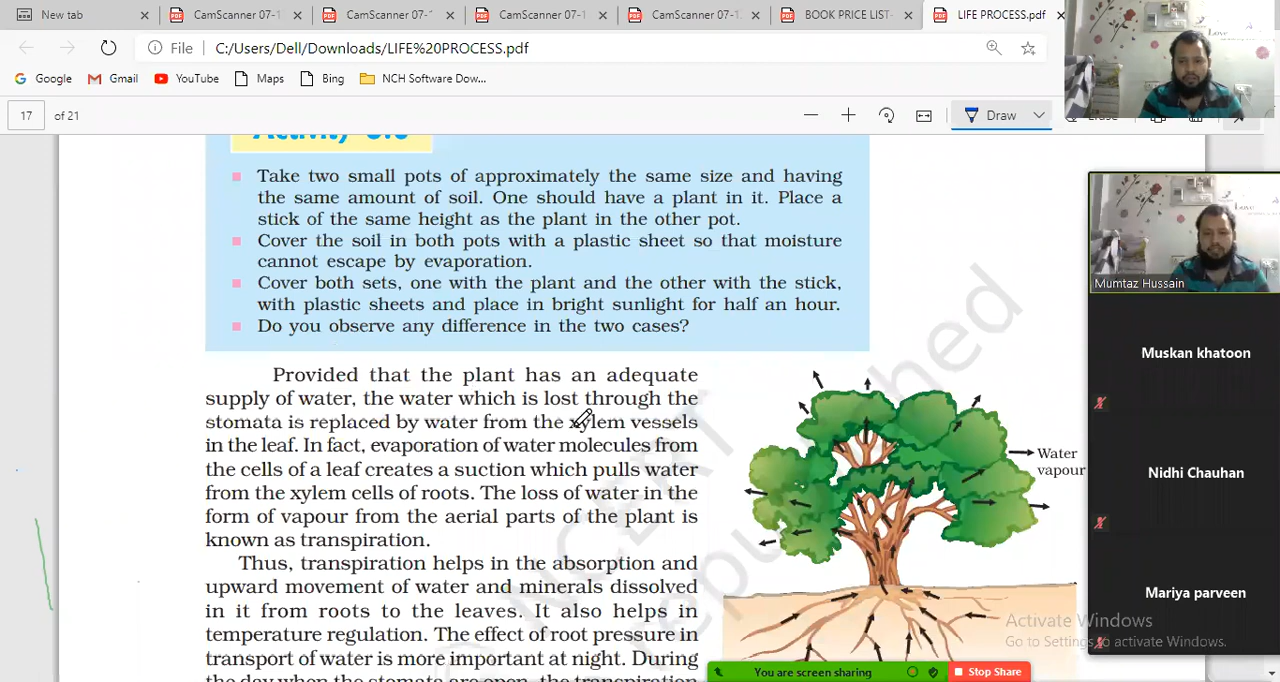 New tab
CamScanner 07-1
CamScanner 07-1
CamScanner 07-1
CamScanner 07-1
BOOK PRICE LIST-
LIFE PROCESS.pdf
File
C:/Users/Dell/Downloads/LIFE%20PROCESS.pdf
Google
Gmail
YouTube
Maps
Bing
NCH Software Dow...
17 of 21
Draw
Take two small pots of approximately the same size and having
the same amount of soil. One should have a plant in it. Place a
stick of the same height as the plant in the other pot.
Cover the soil in both pots with a plastic sheet so that moisture
cannot escape by evaporation.
Cover both sets, one with the plant and the other with the stick,
with plastic sheets and place in bright sunlight for half an hour.
Do you observe any difference in the two cases?
Provided that the plant has an adequate
supply of water, the water which is lost through the
stomata is replaced by water from the xylem vessels
in the leaf. In fact, evaporation of water molecules from
the cells of a leaf creates a suction which pulls water
from the xylem cells of roots. The loss of water in the
form of vapour from the aerial parts of the plant is
known as transpiration.
Thus, transpiration helps in the absorption and
upward movement of water and minerals dissolved
in it from roots to the leaves. It also helps in
temperature regulation. The effect of root pressure in
transport of water is more important at night. During
the day when the stomata are open, the transpiration
Water
vapour
Mumtaz Hussain
Muskan khatoon
Nidhi Chauhan
Mariya parveen
Activate Windows
Go to Settings to activate Windows.
You are screen sharing
Stop Share